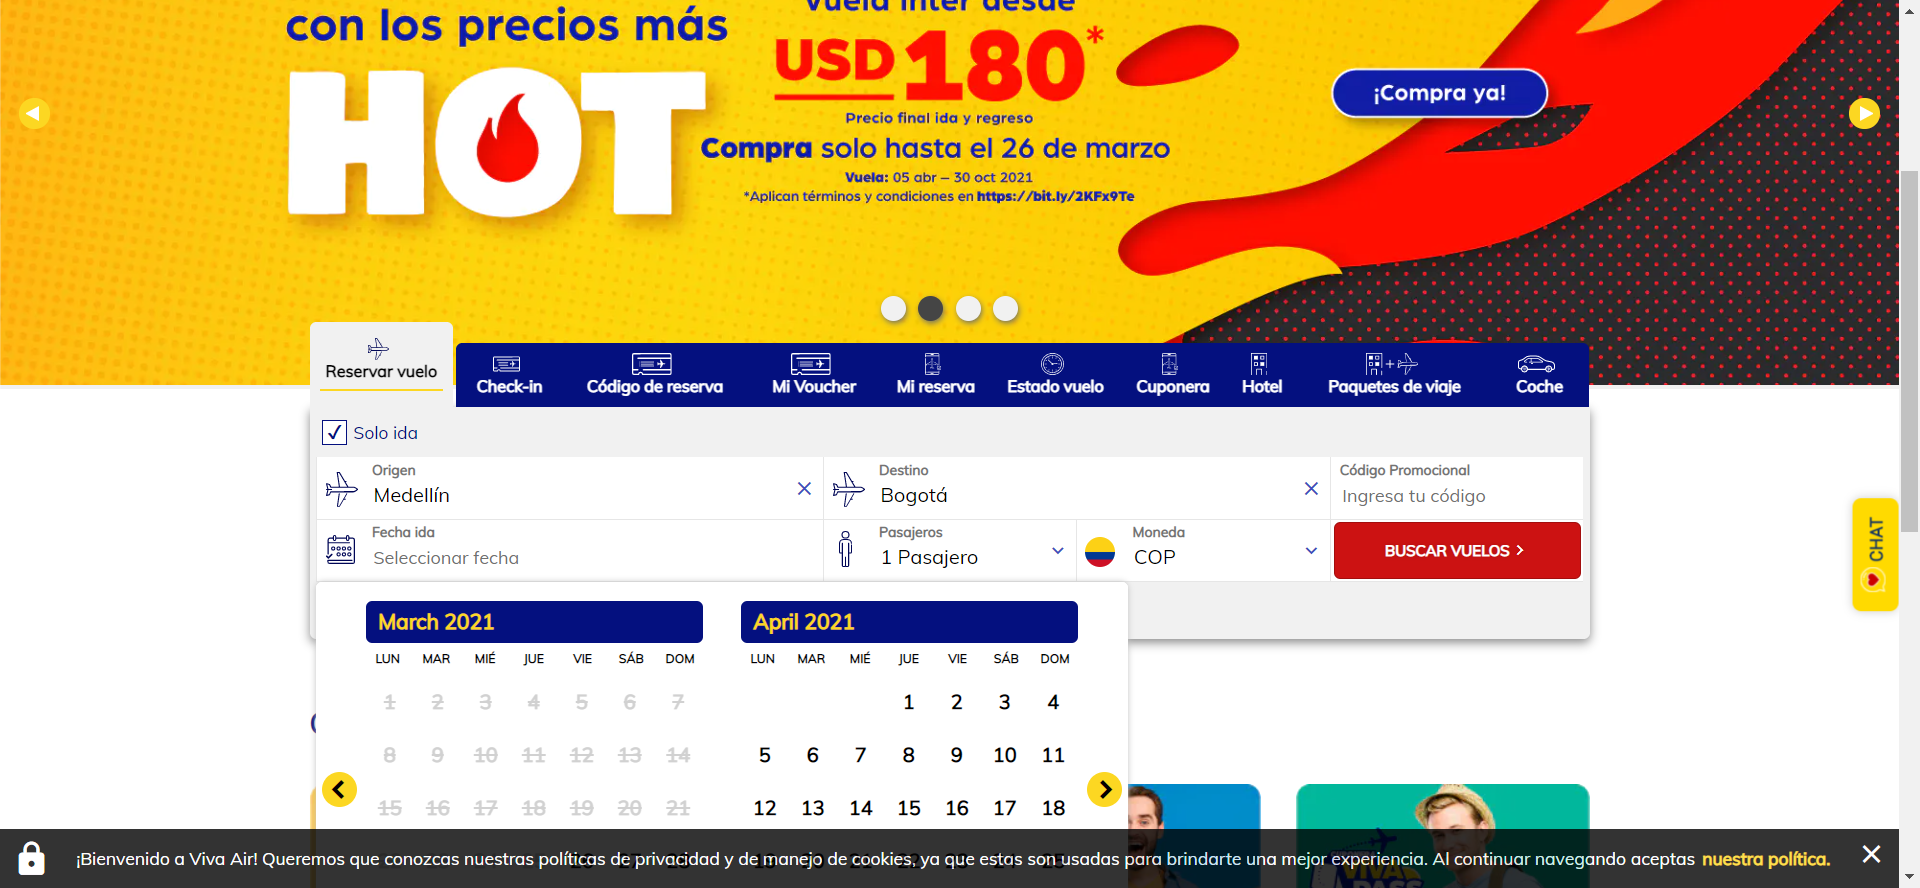 con los precios más
HOT
Vuela inter desde
USD 180*
Precio final ida y regreso
Compra solo hasta el 26 de marzo
Vuela: 05 abr – 30 oct 2021
*Aplican términos y condiciones en https://bit.ly/2KFx9Te
¡Compra ya!
Reservar vuelo
Check-in
Código de reserva
Mi Voucher
Mi reserva
Estado vuelo
Cuponera
Hotel
Paquetes de viaje
Coche
Solo ida
Origen
Medellín
Destino
Bogotá
Código Promocional
Ingresa tu código
Fecha ida
Seleccionar fecha
Pasajeros
1 Pasajero
Moneda
COP
BUSCAR VUELOS
CHAT
March 2021
LUN MAR MIÉ JUE VIE SÁB DOM
1 2 3 4 5 6 7
8 9 10 11 12 13 14
15 16 17 18 19 20 21
April 2021
LUN MAR MIÉ JUE VIE SÁB DOM
1 2 3 4
5 6 7 8 9 10 11
12 13 14 15 16 17 18
¡Bienvenido a Viva Air! Queremos que conozcas nuestras políticas de privacidad y de manejo de cookies, ya que estas son usadas para brindarte una mejor experiencia. Al continuar navegando aceptas nuestra política.
VIVA
PASS